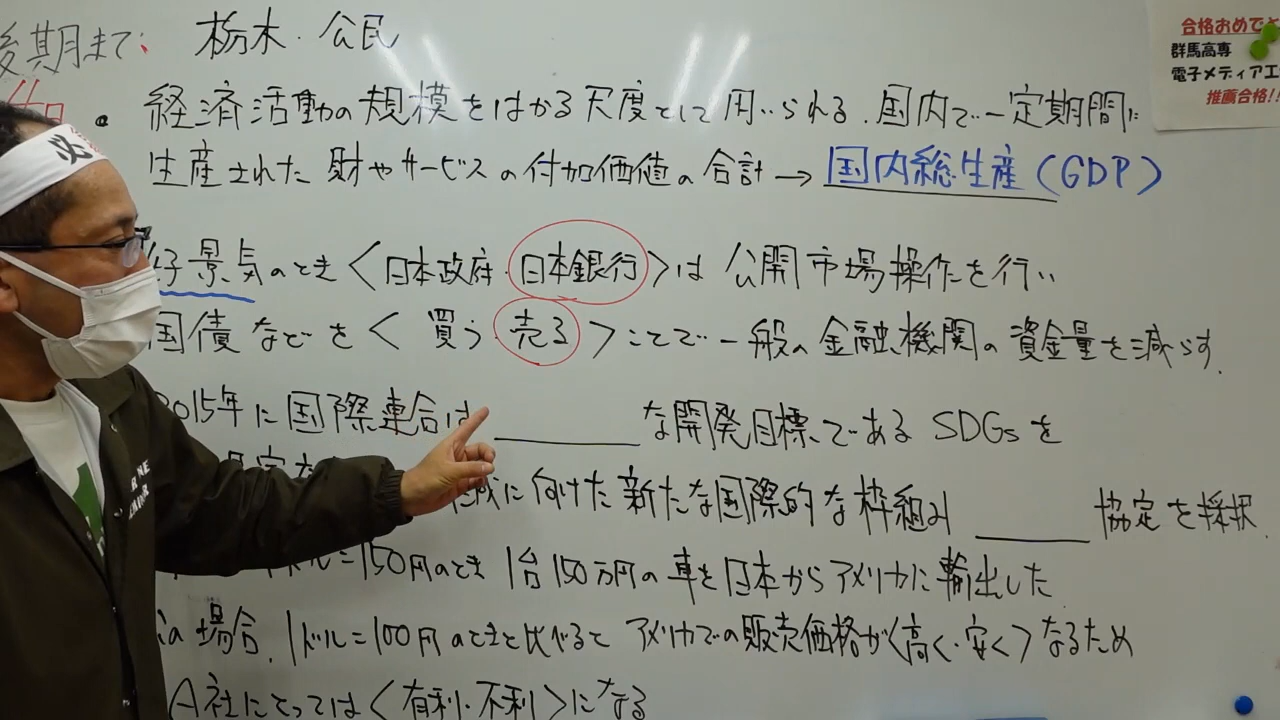 後期まで、
栃木・公民
・経済活動の規模をはかる尺度として用いられる、国内で一定期間に
生産された財やサービスの付加価値の合計→国内総生産(GDP)
好景気のとき〈日本政府・日本銀行〉は公開市場操作を行い
国債などを〈買う・売る〉ことで一般の金融機関の資金量を減らす.
2015年に国際連合は______な開発目標であるSDGsを
減に向けた新たな国際的な枠組み______協定を採択
ドル=150円のとき1台150万円の車を日本からアメリカに輸出した
場合、1ドル=100円のときと比べるとアメリカでの販売価格が〈高く・安く〉なるため
A社にとっては〈有利・不利〉になる
必
合格おめでと
群馬高専
電子メディア工
推薦合格!!